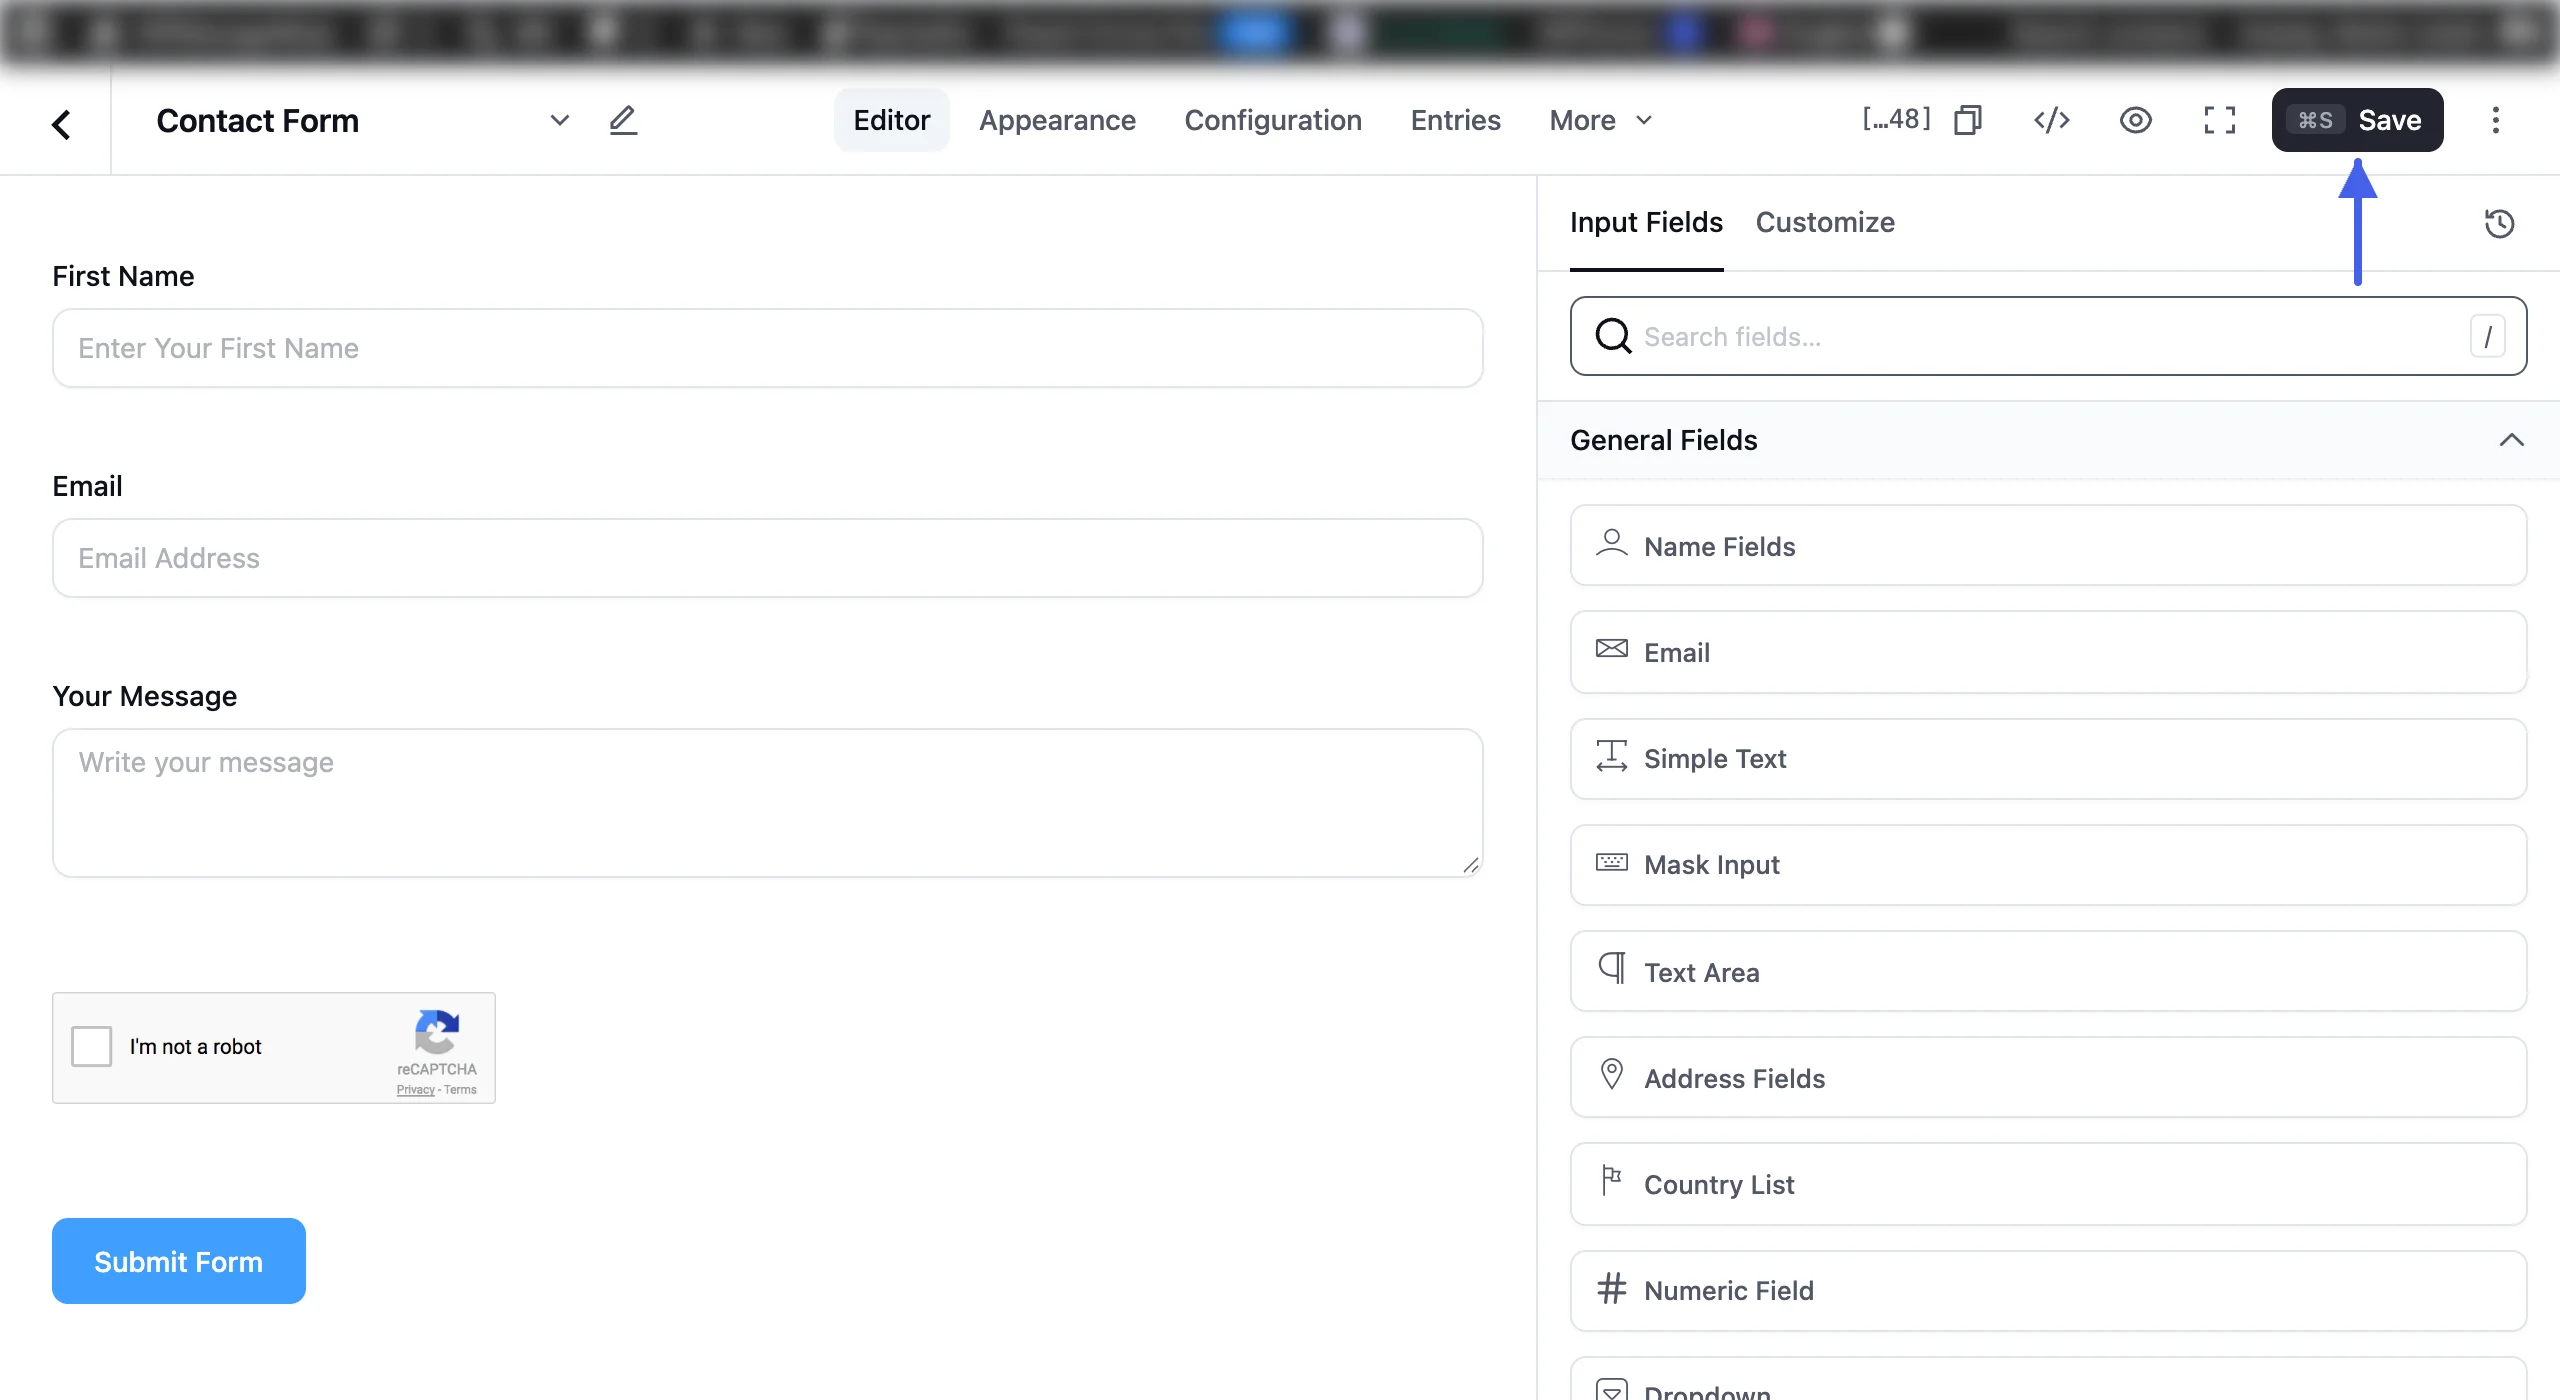 Contact Form
Editor
Appearance
Configuration
Entries
More
[...48]
</>
⌘S Save
Input Fields
Customize
Search fields...
/
General Fields
Name Fields
Email
Simple Text
Mask Input
Text Area
Address Fields
Country List
Numeric Field
Dropdown
First Name
Enter Your First Name
Email
Email Address
Your Message
Write your message
I'm not a robot
reCAPTCHA
Privacy - Terms
Submit Form